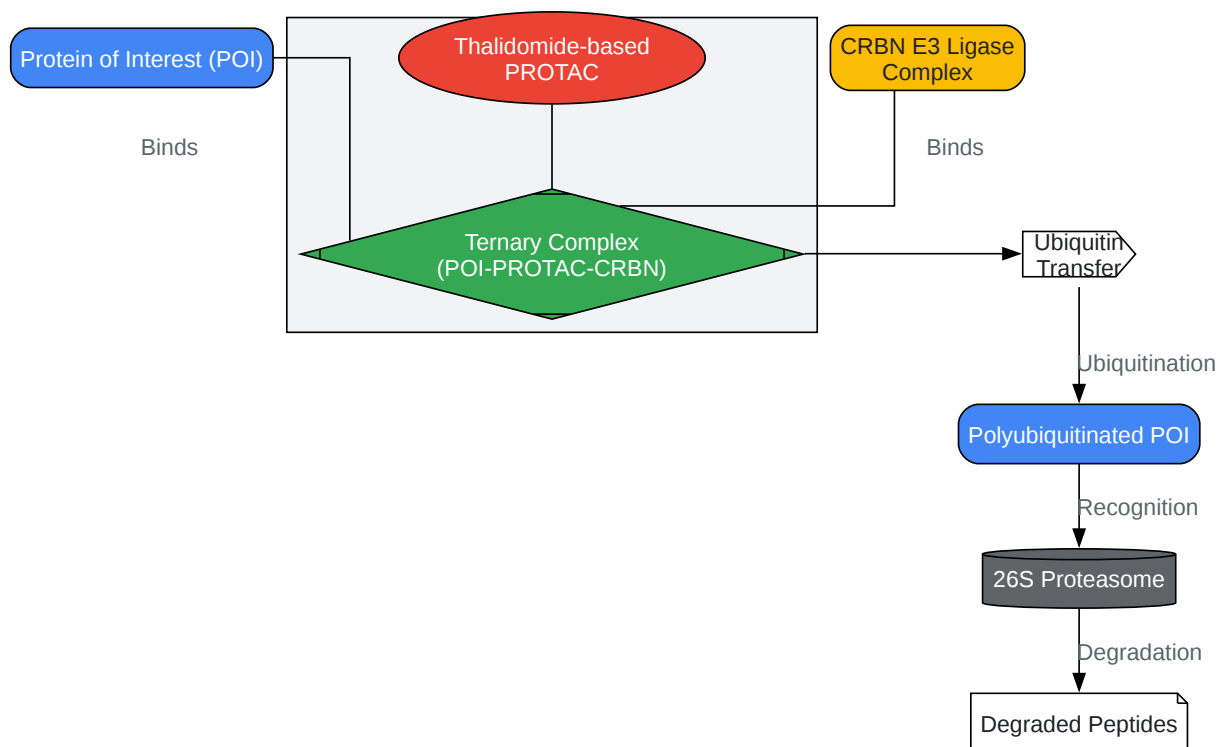 Protein of Interest (POI)
Thalidomide-based
PROTAC
CRBN E3 Ligase
Complex
Binds
Binds
Ternary Complex
(POI-PROTAC-CRBN)
Ubiquitin
Transfer
Ubiquitination
Polyubiquitinated POI
Recognition
26S Proteasome
Degradation
Degraded Peptides